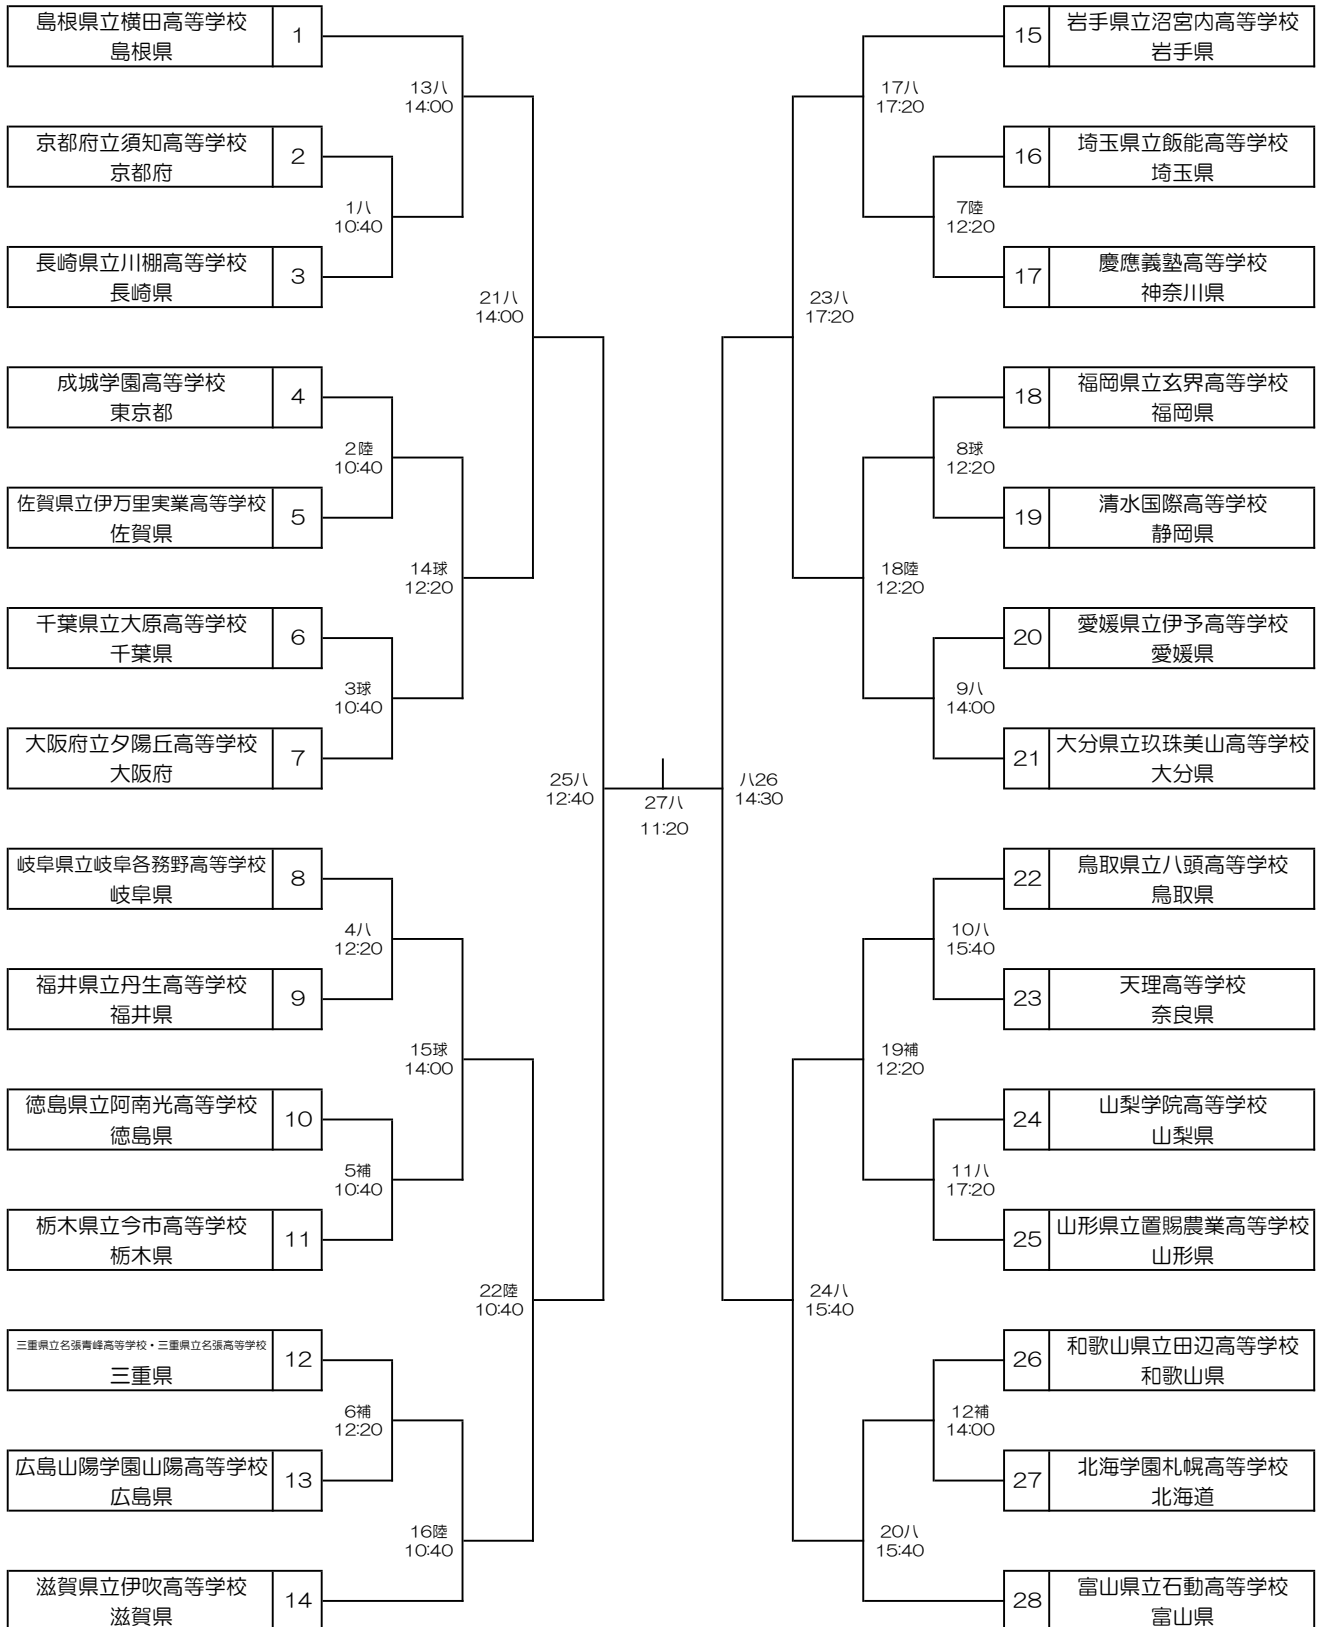 島根県立横田高等学校
島根県
1
13八
14:00
京都府立須知高等学校
京都府
2
1八
10:40
長崎県立川棚高等学校
長崎県
3
21八
14:00
成城学園高等学校
東京都
4
2陸
10:40
佐賀県立伊万里実業高等学校
佐賀県
5
14球
12:20
千葉県立大原高等学校
千葉県
6
3球
10:40
大阪府立夕陽丘高等学校
大阪府
7
25八
12:40
岐阜県立岐阜各務野高等学校
岐阜県
8
4八
12:20
福井県立丹生高等学校
福井県
9
15球
14:00
徳島県立阿南光高等学校
徳島県
10
5補
10:40
栃木県立今市高等学校
栃木県
11
22陸
10:40
三重県立名張青峰高等学校・三重県立名張高等学校
三重県
12
6補
12:20
広島山陽学園山陽高等学校
広島県
13
16陸
10:40
滋賀県立伊吹高等学校
滋賀県
14
27八
11:20
15
岩手県立沼宮内高等学校
岩手県
17八
17:20
16
埼玉県立飯能高等学校
埼玉県
7陸
12:20
17
慶應義塾高等学校
神奈川県
23八
17:20
18
福岡県立玄界高等学校
福岡県
8球
12:20
19
清水国際高等学校
静岡県
18陸
12:20
20
愛媛県立伊予高等学校
愛媛県
9八
14:00
21
大分県立玖珠美山高等学校
大分県
八26
14:30
22
鳥取県立八頭高等学校
鳥取県
10八
15:40
23
天理高等学校
奈良県
19補
12:20
24
山梨学院高等学校
山梨県
11八
17:20
25
山形県立置賜農業高等学校
山形県
24八
15:40
26
和歌山県立田辺高等学校
和歌山県
12補
14:00
27
北海学園札幌高等学校
北海道
20八
15:40
28
富山県立石動高等学校
富山県